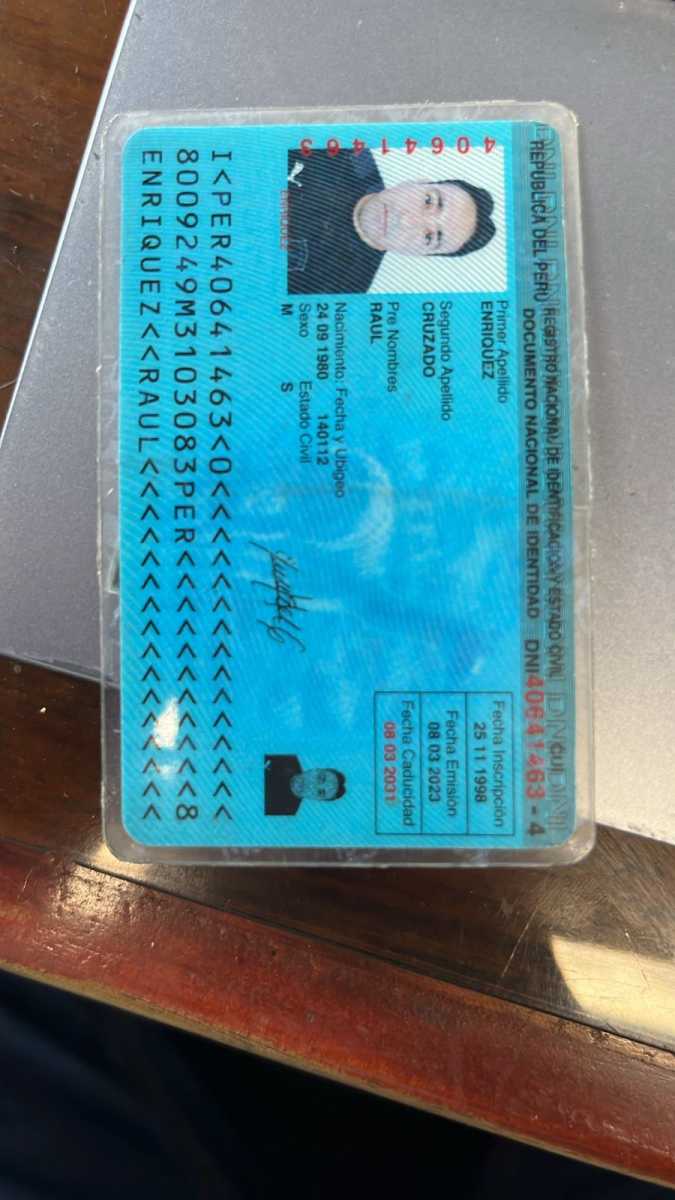 REPUBLICA DEL PERU REGISTRO NACIONAL DE IDENTIFICACION Y ESTADO CIVIL
CUI
DOCUMENTO NACIONAL DE IDENTIDAD DNI 40641463 - 4
40641463
Primer Apellido
ENRIQUEZ
Segundo Apellido
CRUZADO
Pre Nombres
RAUL
Nacimiento: Fecha y Ubigeo
24 09 1980 140112
Sexo Estado Civil
M S
Fecha Inscripción
25 11 1998
Fecha Emisión
08 03 2023
Fecha Caducidad
08 03 2031
I<PER40641463<0<<<<<<<<<<<<<<<
8009249M3103083PER<<<<<<<<<<<8
ENRIQUEZ<<RAUL<<<<<<<<<<<<<<<<